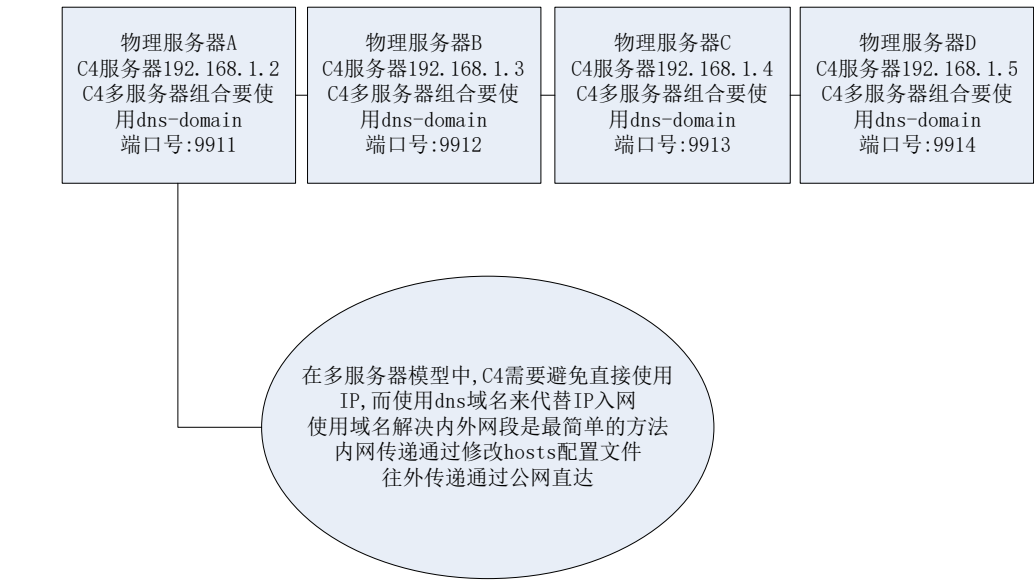 物理服务器A
C4服务器192.168.1.2
C4多服务器组合要使
用dns-domain
端口号:9911
物理服务器B
C4服务器192.168.1.3
C4多服务器组合要使
用dns-domain
端口号:9912
物理服务器C
C4服务器192.168.1.4
C4多服务器组合要使
用dns-domain
端口号:9913
物理服务器D
C4服务器192.168.1.5
C4多服务器组合要使
用dns-domain
端口号:9914
在多服务器模型中,C4需要避免直接使用
IP,而使用dns域名来代替IP入网
使用域名解决内外网段是最简单的方法
内网传递通过修改hosts配置文件
往外传递通过公网直达